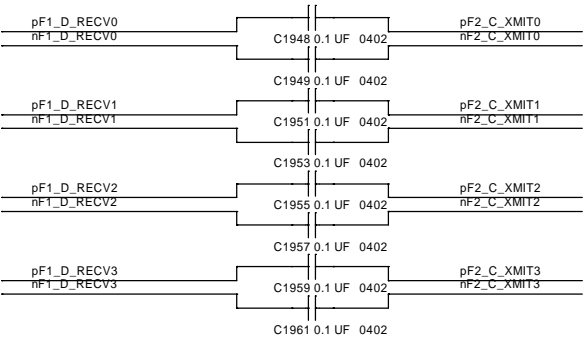 pF1_D_RECV0 pF2_C_XMIT0
nF1_D_RECV0 nF2_C_XMIT0
C1948 0.1 UF 0402
C1949 0.1 UF 0402
pF1_D_RECV1 pF2_C_XMIT1
nF1_D_RECV1 nF2_C_XMIT1
C1951 0.1 UF 0402
C1953 0.1 UF 0402
pF1_D_RECV2 pF2_C_XMIT2
nF1_D_RECV2 nF2_C_XMIT2
C1955 0.1 UF 0402
C1957 0.1 UF 0402
pF1_D_RECV3 pF2_C_XMIT3
nF1_D_RECV3 nF2_C_XMIT3
C1959 0.1 UF 0402
C1961 0.1 UF 0402